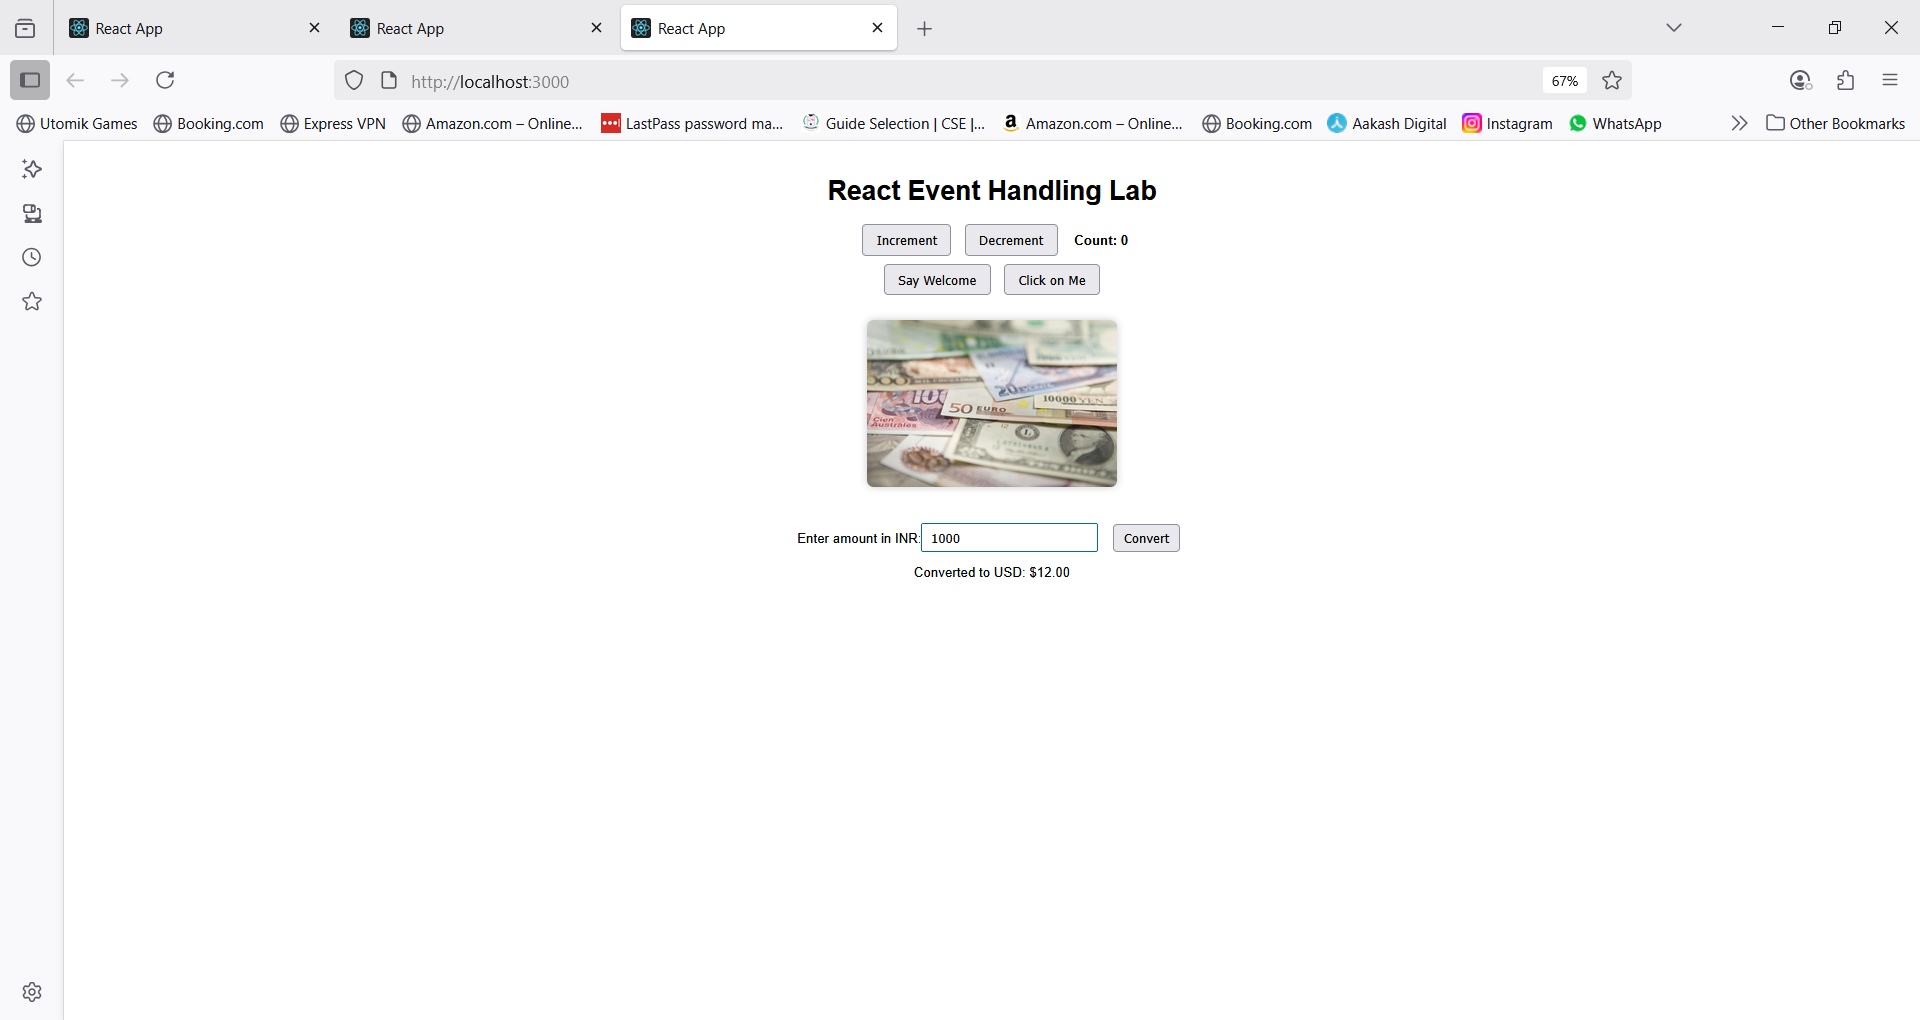 React App
React App
React App
http://localhost:3000
67%
Utomik Games
Booking.com
Express VPN
Amazon.com – Online...
LastPass password ma...
Guide Selection | CSE |...
Amazon.com – Online...
Booking.com
Aakash Digital
Instagram
WhatsApp
Other Bookmarks
React Event Handling Lab
Increment
Decrement
Count: 0
Say Welcome
Click on Me
20
10000 YEN
50 EURO
Cien
Australes
L
Enter amount in INR:
1000
Convert
Converted to USD: $12.00